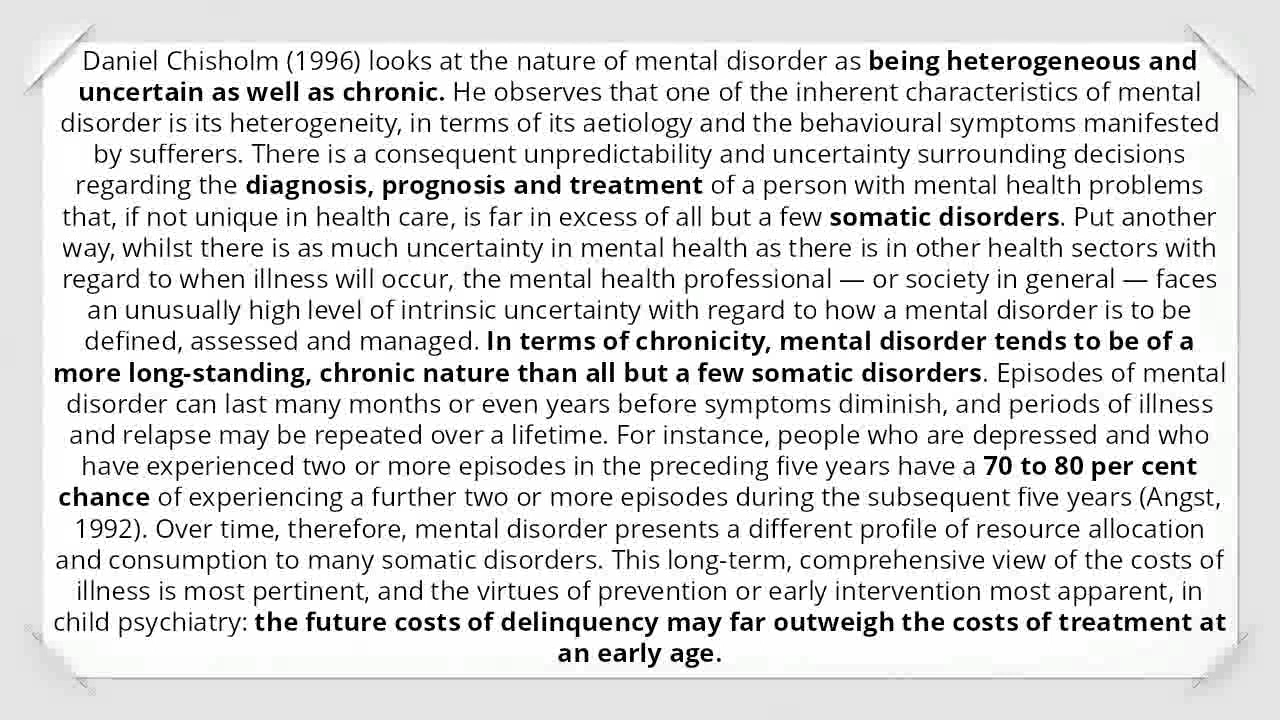 Daniel Chisholm (1996) looks at the nature of mental disorder as being heterogeneous and
uncertain as well as chronic. He observes that one of the inherent characteristics of mental
disorder is its heterogeneity, in terms of its aetiology and the behavioural symptoms manifested
by sufferers. There is a consequent unpredictability and uncertainty surrounding decisions
regarding the diagnosis, prognosis and treatment of a person with mental health problems
that, if not unique in health care, is far in excess of all but a few somatic disorders. Put another
way, whilst there is as much uncertainty in mental health as there is in other health sectors with
regard to when illness will occur, the mental health professional — or society in general — faces
an unusually high level of intrinsic uncertainty with regard to how a mental disorder is to be
defined, assessed and managed. In terms of chronicity, mental disorder tends to be of a
more long-standing, chronic nature than all but a few somatic disorders. Episodes of mental
disorder can last many months or even years before symptoms diminish, and periods of illness
and relapse may be repeated over a lifetime. For instance, people who are depressed and who
have experienced two or more episodes in the preceding five years have a 70 to 80 per cent
chance of experiencing a further two or more episodes during the subsequent five years (Angst,
1992). Over time, therefore, mental disorder presents a different profile of resource allocation
and consumption to many somatic disorders. This long-term, comprehensive view of the costs of
illness is most pertinent, and the virtues of prevention or early intervention most apparent, in
child psychiatry: the future costs of delinquency may far outweigh the costs of treatment at
an early age.